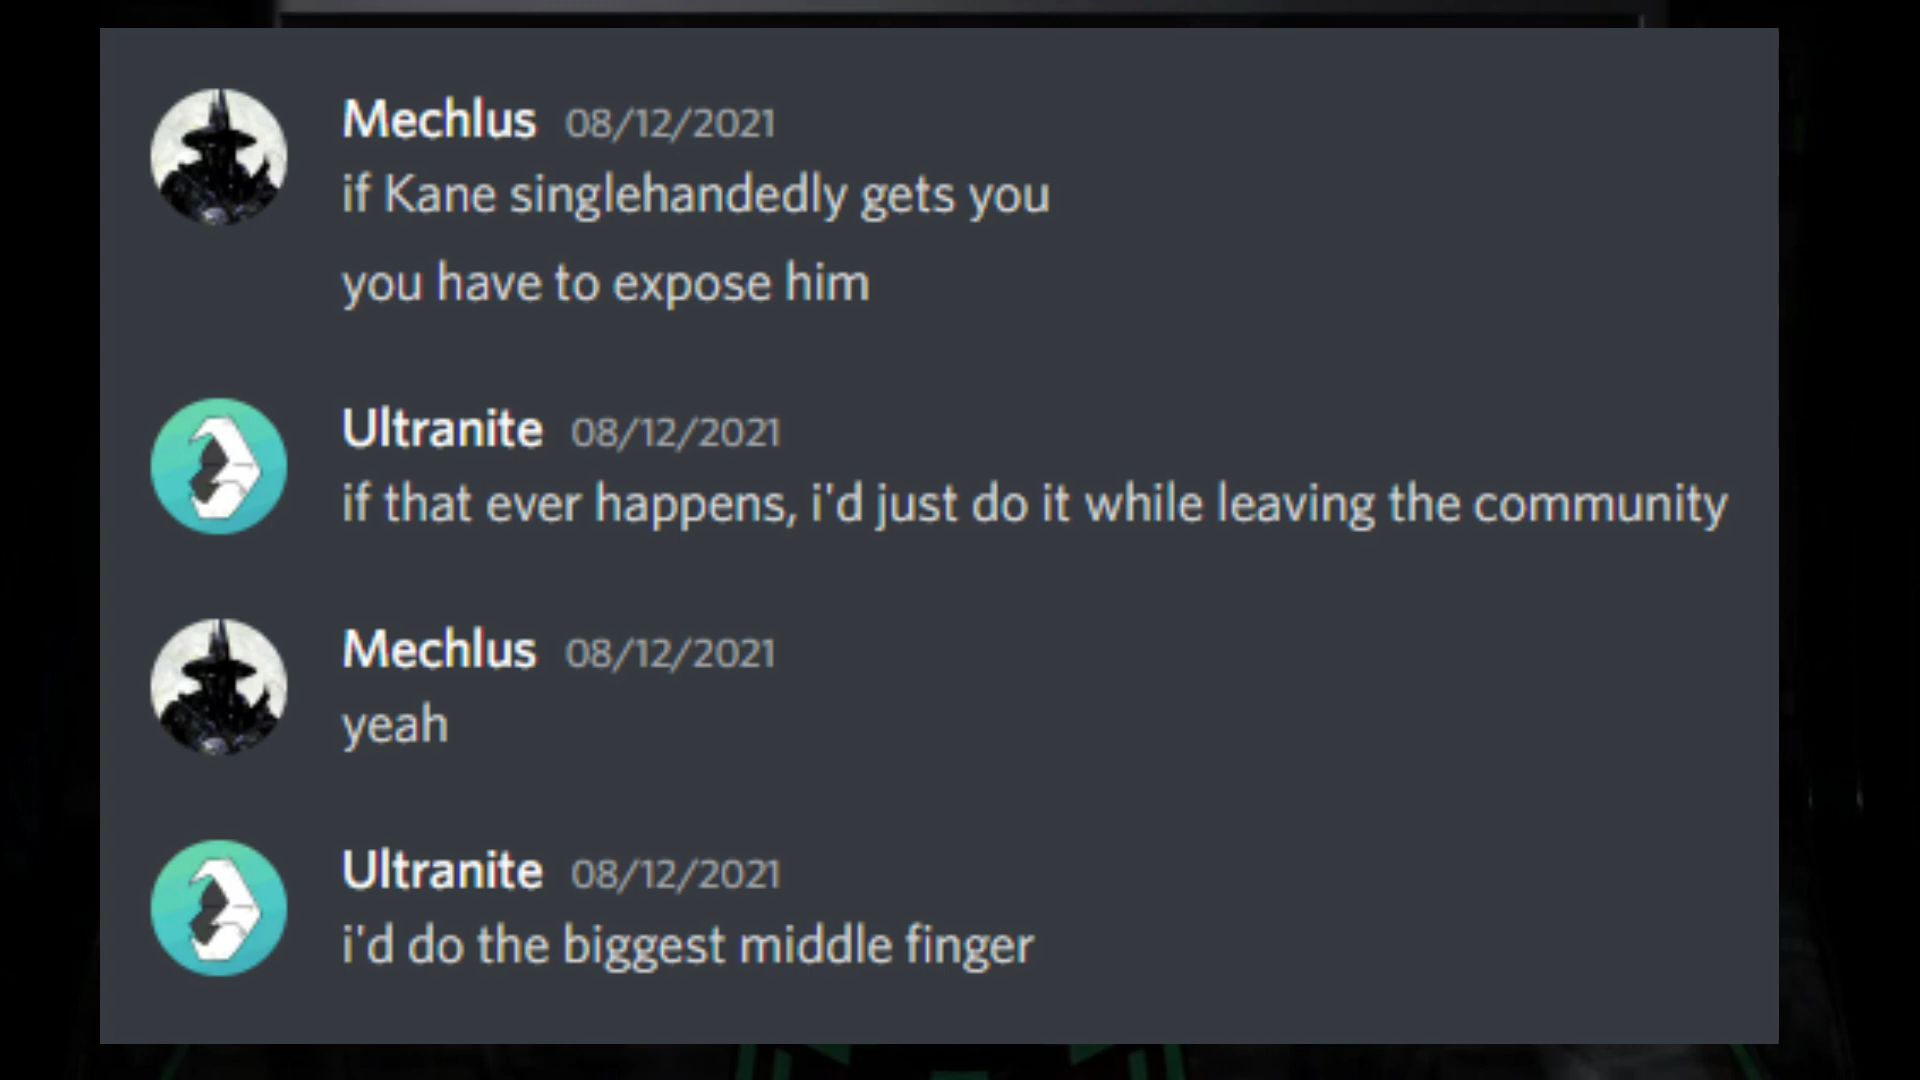 Mechlus 08/12/2021
if Kane singlehandedly gets you
you have to expose him
Ultranite 08/12/2021
if that ever happens, i'd just do it while leaving the community
Mechlus 08/12/2021
yeah
Ultranite 08/12/2021
i'd do the biggest middle finger